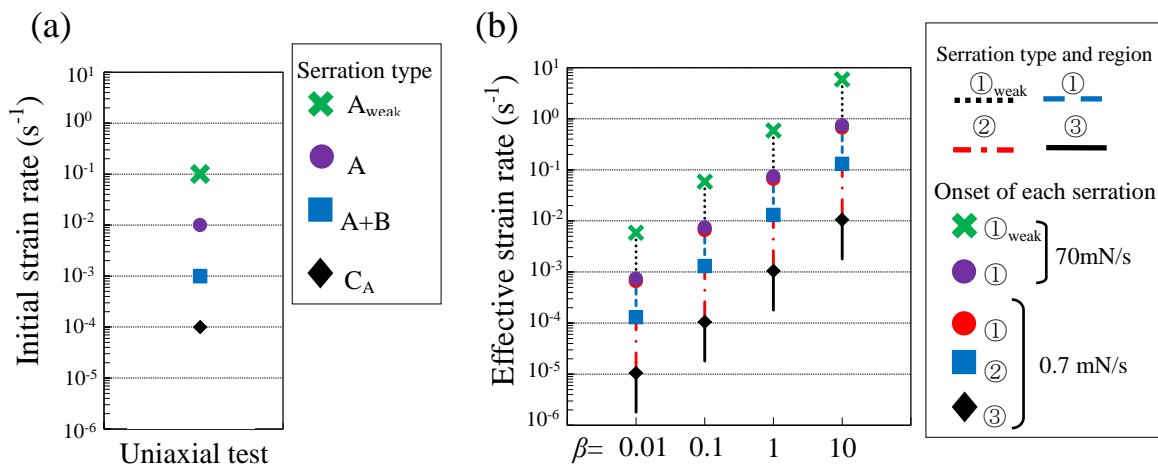 (a)
Initial strain rate (s⁻¹)
10¹
10⁰
10⁻¹
10⁻²
10⁻³
10⁻⁴
10⁻⁵
10⁻⁶
Uniaxial test
Serration type
A_weak
A
A+B
C_A
(b)
Effective strain rate (s⁻¹)
10¹
10⁰
10⁻¹
10⁻²
10⁻³
10⁻⁴
10⁻⁵
10⁻⁶
β= 0.01 0.1 1 10
Serration type and region
①weak ①
② ③
Onset of each serration
①weak
①
70mN/s
①
②
③
0.7 mN/s